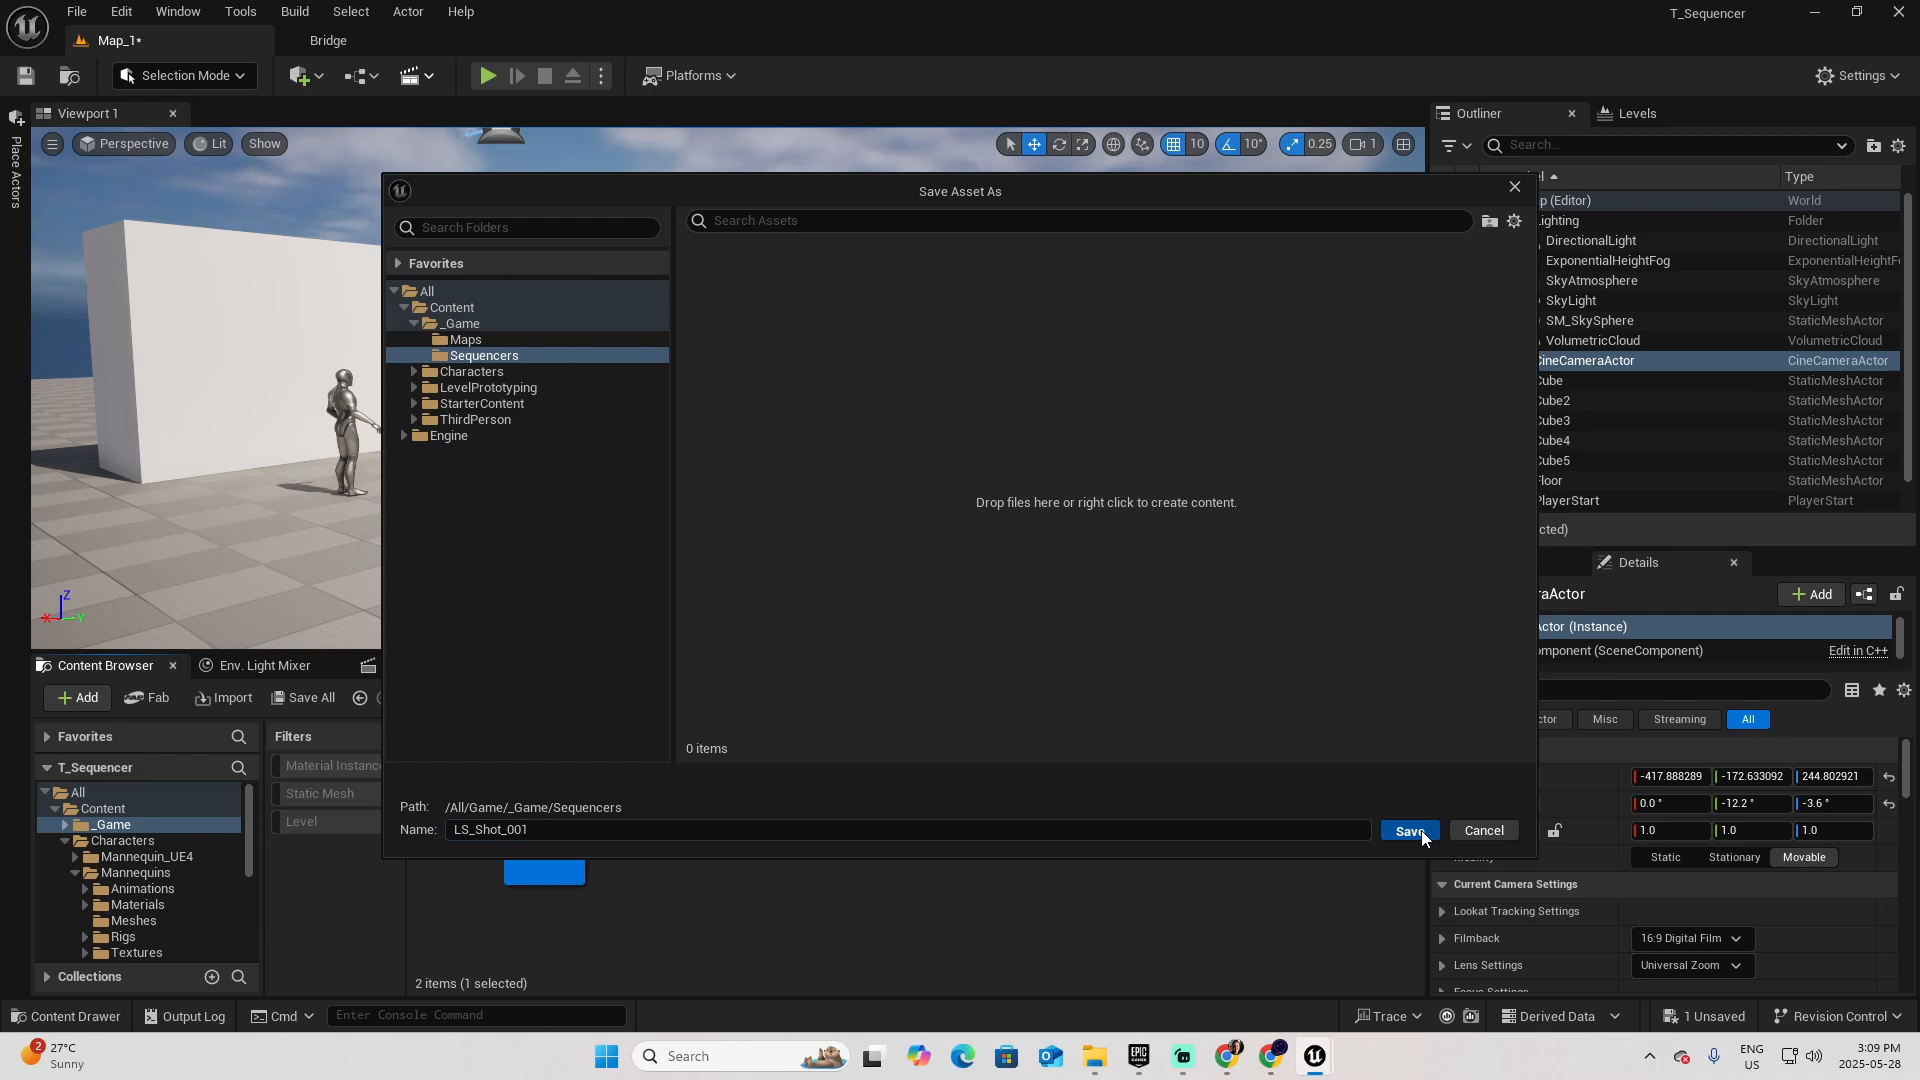 File Edit Window Tools Build Select Actor Help
T_Sequencer
Map_1*
Bridge
Selection Mode
Platforms
Settings
Place Actors
Viewport 1
Perspective
Lit
Show
10
10°
0.25
1
Outliner
Levels
Search...
Type
Save Asset As
Search Folders
Search Assets
Favorites
All
Content
_Game
Maps
Sequencers
Characters
LevelPrototyping
StarterContent
ThirdPerson
Engine
Drop files here or right click to create content.
0 items
Path: /All/Game/_Game/Sequencers
Name: LS_Shot_001
Save
Cancel
p (Editor) World
ighting Folder
DirectionalLight DirectionalLight
ExponentialHeightFog ExponentialHeightF
SkyAtmosphere SkyAtmosphere
SkyLight SkyLight
SM_SkySphere StaticMeshActor
VolumetricCloud VolumetricCloud
CineCameraActor CineCameraActor
Cube StaticMeshActor
Cube2 StaticMeshActor
Cube3 StaticMeshActor
Cube4 StaticMeshActor
Cube5 StaticMeshActor
Floor StaticMeshActor
PlayerStart PlayerStart
cted)
Details
raActor
Add
Actor (Instance)
omponent (SceneComponent)
Edit in C++
ctor
Misc
Streaming
All
-417.888289 -172.633092 244.802921
0.0° -12.2° -3.6°
1.0 1.0 1.0
Static Stationary Movable
Current Camera Settings
Lookat Tracking Settings
Filmback
16:9 Digital Film
Lens Settings
Universal Zoom
X
Y
Z
Content Browser
Env. Light Mixer
Add
Fab
Import
Save All
Favorites
T_Sequencer
All
Content
_Game
Characters
Mannequin_UE4
Mannequins
Animations
Materials
Meshes
Rigs
Textures
Collections
Filters
Material Instance
Static Mesh
Level
2 items (1 selected)
Content Drawer
Output Log
Cmd
Enter Console Command
Trace
Derived Data
1 Unsaved
Revision Control
2
27°C
Sunny
Search
EPIC
ENG
US
3:09 PM
2025-05-28